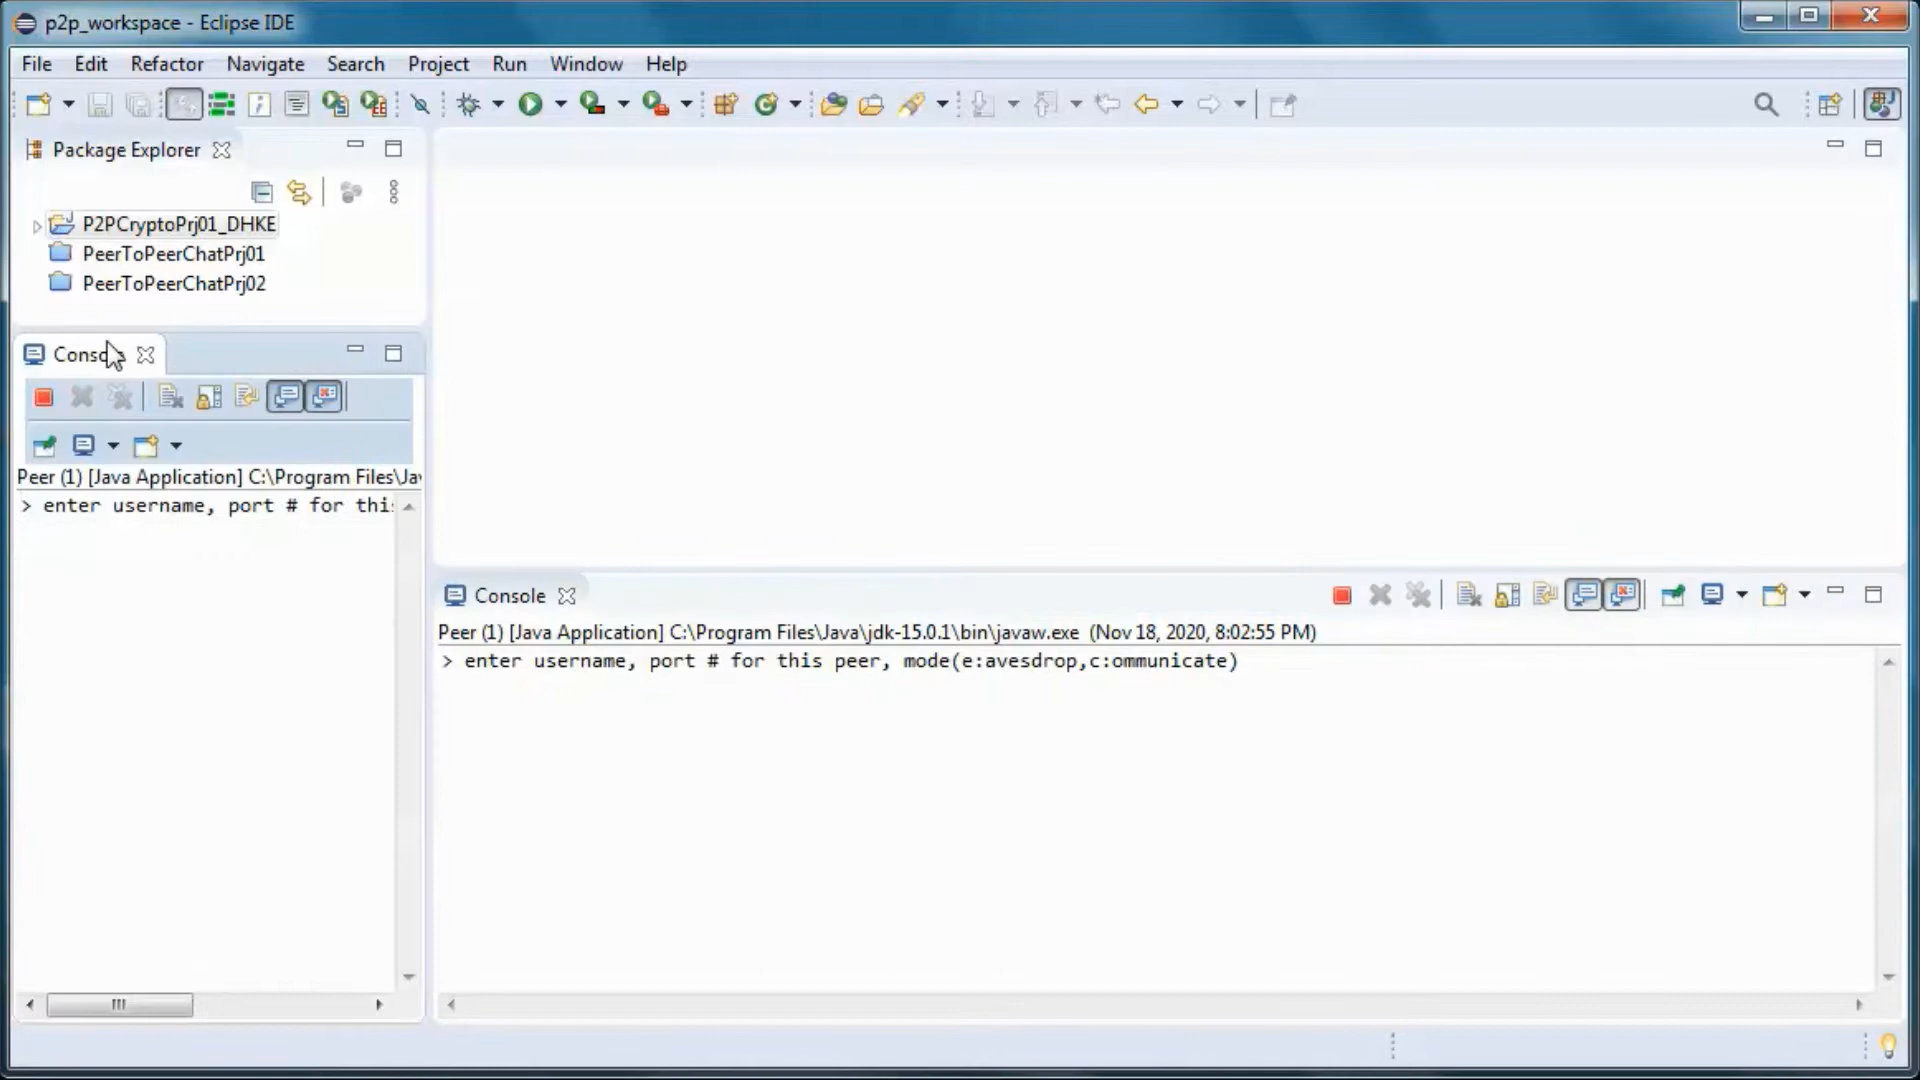 p2p_workspace - Eclipse IDE
File Edit Refactor Navigate Search Project Run Window Help
Package Explorer
P2PCryptoPrj01_DHKE
PeerToPeerChatPrj01
PeerToPeerChatPrj02
Peer (1) [Java Application] C:\Program Files\Ja
> enter username, port # for thi
Console
Peer (1) [Java Application] C:\Program Files\Java\jdk-15.0.1\bin\javaw.exe (Nov 18, 2020, 8:02:55 PM)
> enter username, port # for this peer, mode(e:avesdrop,c:ommunicate)